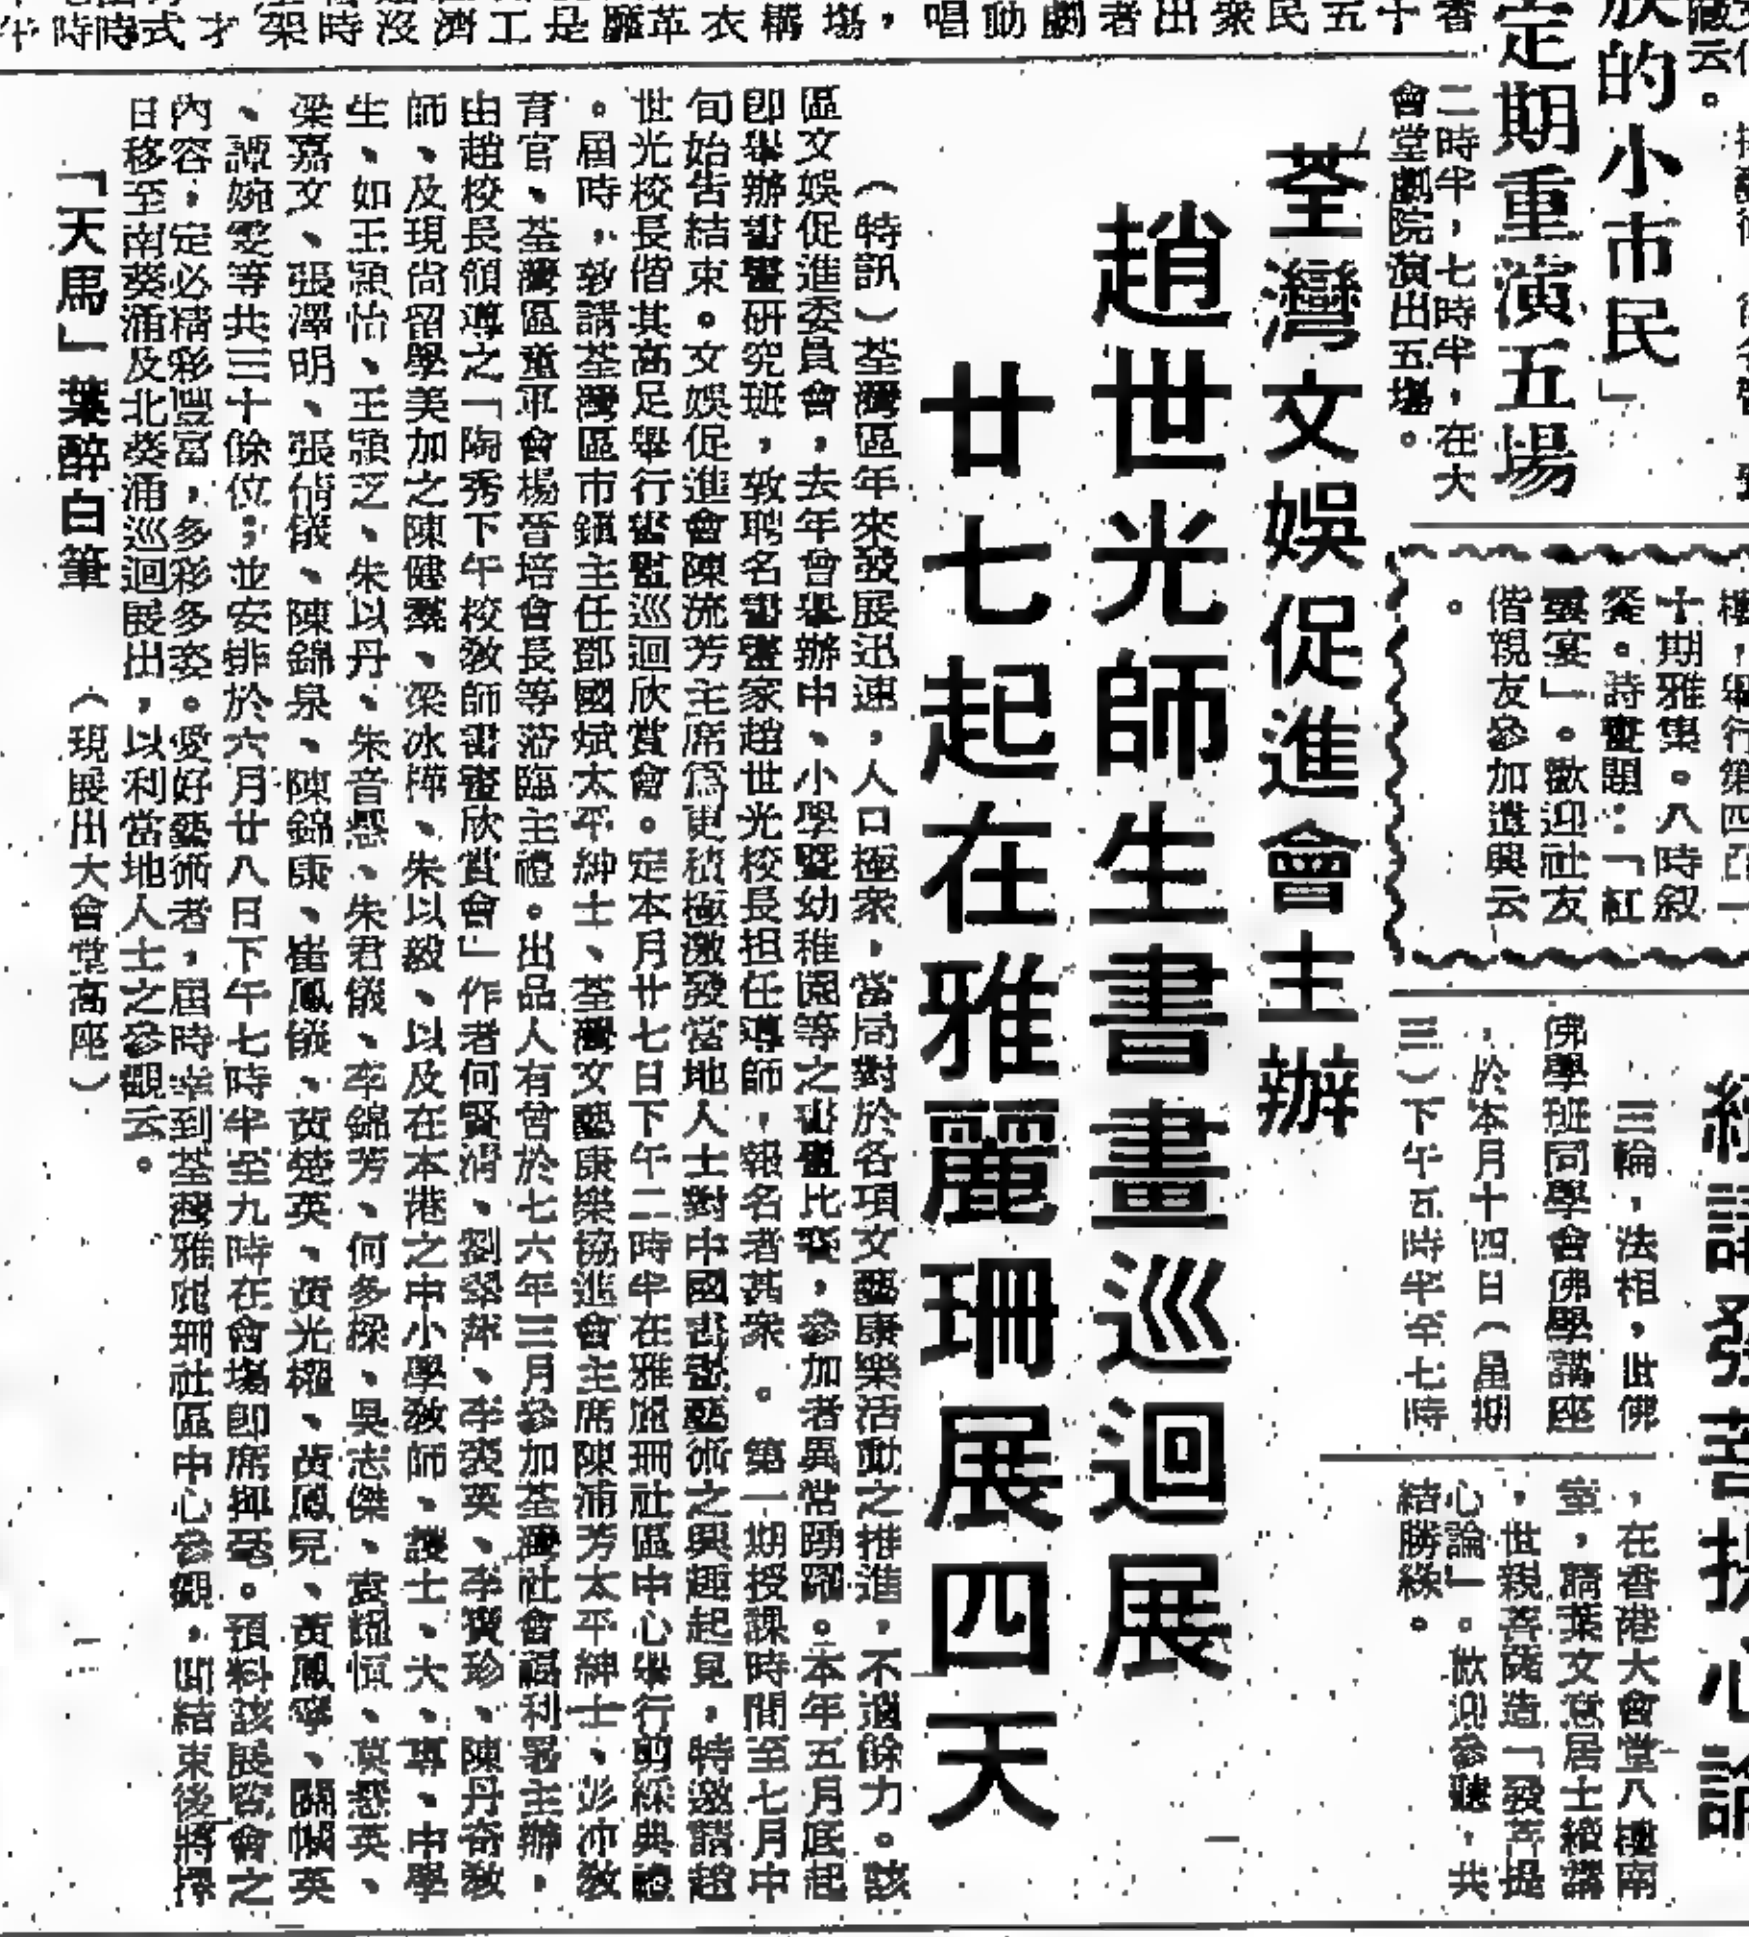 族的小市民」
定期重演五場
二時半，七時半，在大
會堂劇院演出五場。
十期雅集。八時叙
宴」。歡迎社友
偕親友參加遣興云
。
三輪，法相，此佛
佛學班同學會佛學講座
，於本月十四日（星期
三）下午五時半至七時
，在香港大會堂八樓南
室，請葉文意居士續講
，世親菩薩造「發菩提
心論」。歡迎參聽，共
結勝緣。
荃灣文娛促進會主辦
趙世光師生書畫巡迴展
廿七起在雅麗珊展四天
（特訊）荃灣區年來發展迅速，人口極衆，當局對於各項文藝康樂活動之推進，不遺餘力。該
區文娛促進委員會，去年曾舉辦中、小學暨幼稚園等之書畫比賽，參加者異常踴躍。本年五月底起
卽舉辦書畫研究班，敦聘名書畫家趙世光校長担任導師，報名者甚衆。第一期授課時間至七月中
旬始告結束。文娛促進會陳流芳主席爲更積極激發當地人士對中國書畫藝術之興趣起見，特邀請趙
世光校長偕其高足舉行書畫巡迴欣賞會。定本月廿七日下午二時半在雅麗珊社區中心舉行剪綵典禮
。屆時，敦請荃灣區市鎮主任鄧國斌太平紳士、荃灣文藝康樂協進會主席陳流芳太平紳士、彭沖敎
育官、荃灣區童軍會楊晉培會長等蒞臨主禮。出品人有曾於七六年三月參加荃灣社會福利署主辦，
由趙校長領導之「陶秀下午校敎師書畫欣賞會」作者何賢清、劉翠萍、李奕英、李寶珍、陳丹奇敎
師、及現尚留學美加之陳健羣、梁冰樺、朱以毅、以及在本港之中小學敎師、護士、大、專、中學
生、如王穎怡、王穎芝、朱以丹、朱音、朱君儀、李錦芳、何多樑、吳志傑、袁恒、莫慧英、
梁嘉文、張澤明、張倩儀、陳錦泉、陳錦康、崔鳳儀、黃楚英、黃光耀、黃鳳兒、黃鳳寧、關英
、譚婉雯等共三十餘位；並安排於六月廿八日下午七時半至九時在會塲卽席揮毫。預料該展覽會之
內容，定必精彩豐富，多彩多姿。愛好藝術者，屆時幸到荃灣雅麗珊社區中心參觀，聞結束後將擇
日移至南葵涌及北葵涌巡迴展出，以利當地人士之參觀云。
「天馬」葉醉白筆
（現展出大會堂高座）